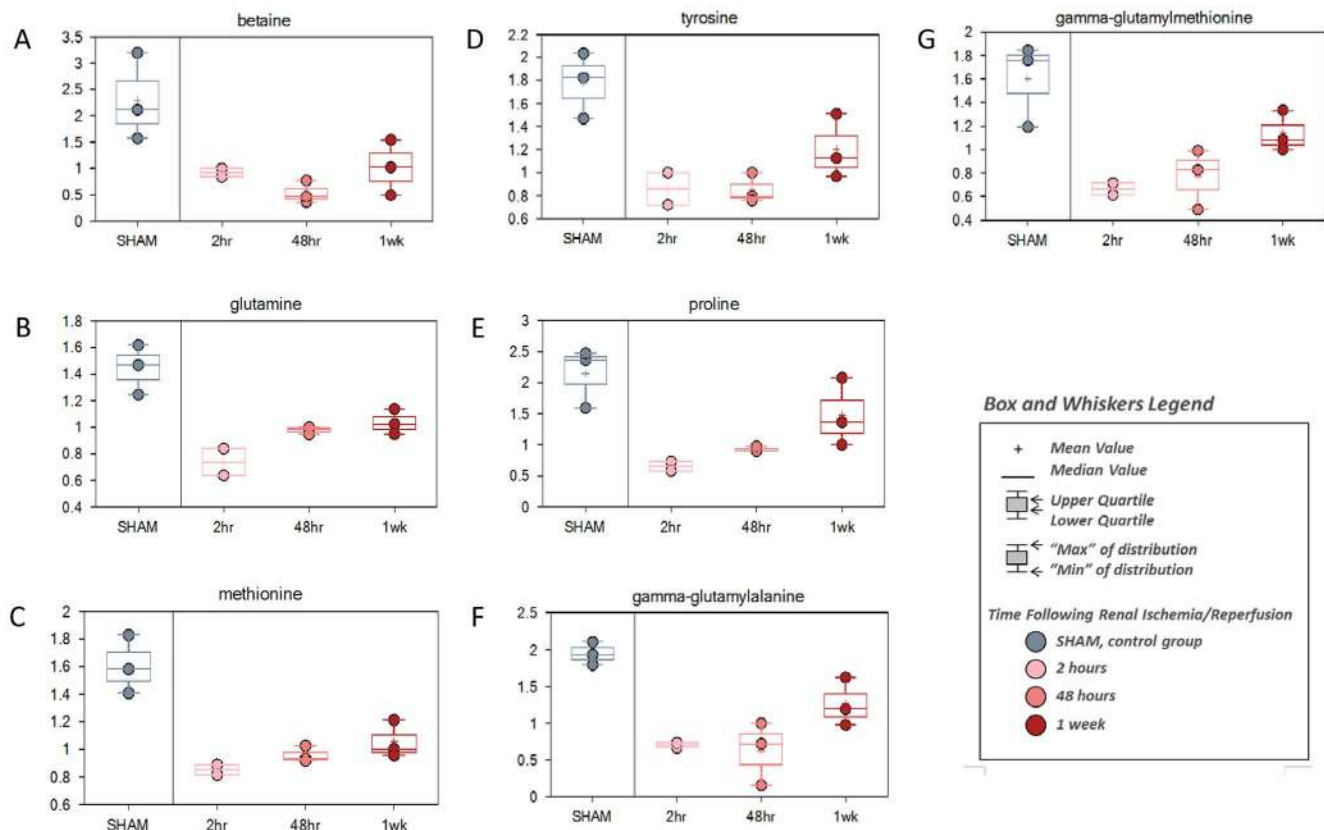 A
betaine
3.5
3
2.5
2
1.5
1
0.5
0
SHAM 2hr 48hr 1wk
D
tyrosine
2.2
2
1.8
1.6
1.4
1.2
1
0.8
0.6
SHAM 2hr 48hr 1wk
G
gamma-glutamylmethionine
2
1.8
1.6
1.4
1.2
1
0.8
0.6
0.4
SHAM 2hr 48hr 1wk
B
glutamine
1.8
1.6
1.4
1.2
1
0.8
0.6
0.4
SHAM 2hr 48hr 1wk
E
proline
3
2.5
2
1.5
1
0.5
0
SHAM 2hr 48hr 1wk
C
methionine
2
1.8
1.6
1.4
1.2
1
0.8
0.6
SHAM 2hr 48hr 1wk
F
gamma-glutamylalanine
2.5
2
1.5
1
0.5
0
SHAM 2hr 48hr 1wk
Box and Whiskers Legend
+ Mean Value
Median Value
Upper Quartile
Lower Quartile
“Max” of distribution
“Min” of distribution
Time Following Renal Ischemia/Reperfusion
SHAM, control group
2 hours
48 hours
1 week